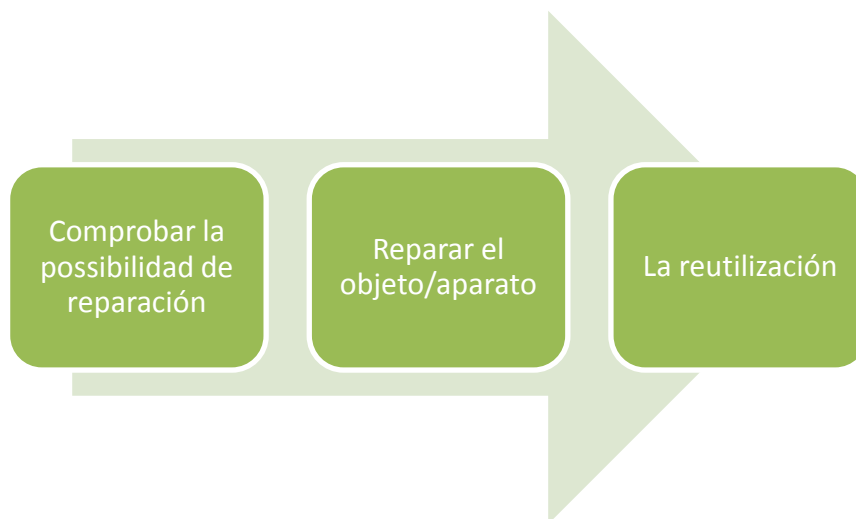 Comprobar la
possibilidad de
reparación
Reparar el
objeto/aparato
La reutilización